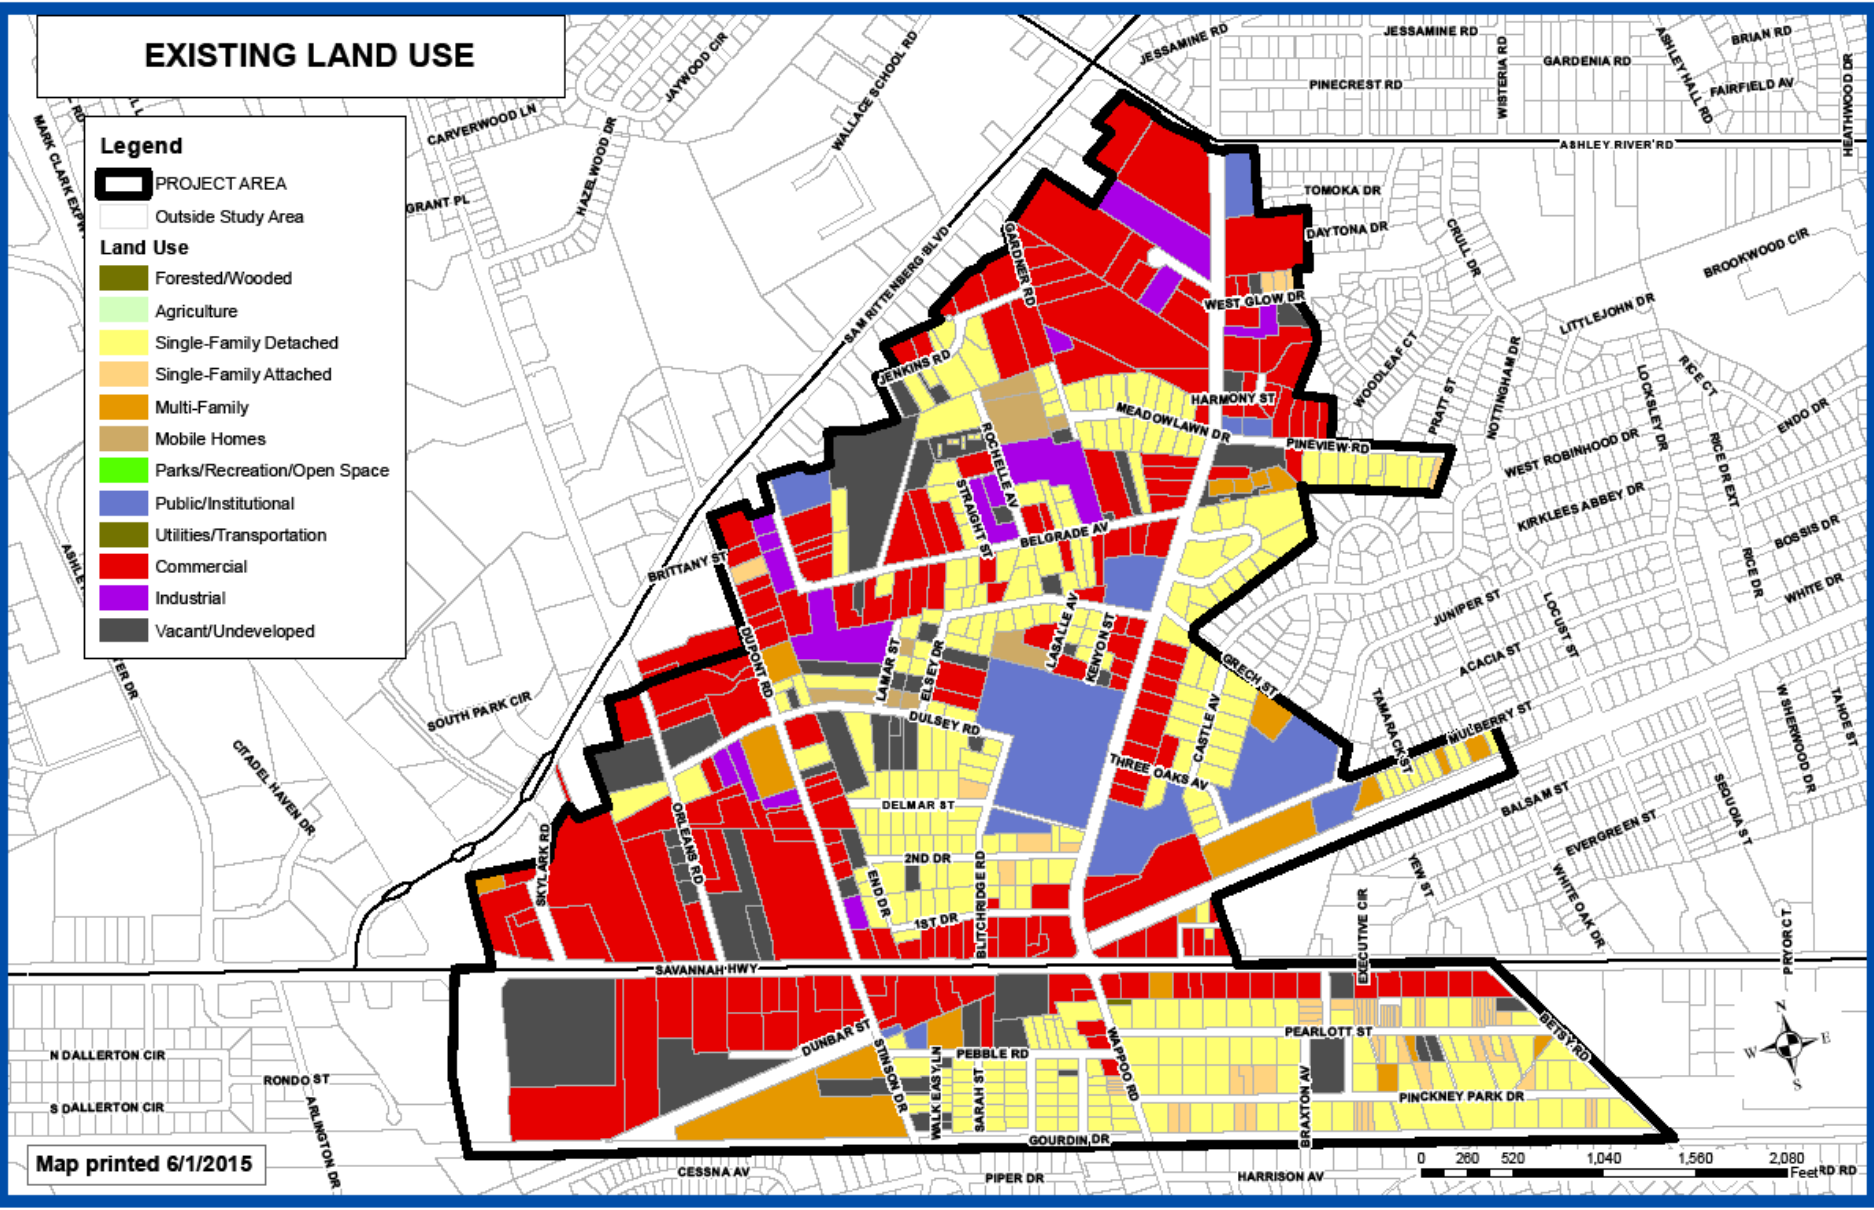 EXISTING LAND USE
Legend
PROJECT AREA
Outside Study Area
Land Use
Forested/Wooded
Agriculture
Single-Family Detached
Single-Family Attached
Multi-Family
Mobile Homes
Parks/Recreation/Open Space
Public/Institutional
Utilities/Transportation
Commercial
Industrial
Vacant/Undeveloped
JESSAMINE RD
JESSAMINE RD
BRIAN RD
WISTERIA RD
GARDENIA RD
ASHLEY HALL RD
FAIRFIELD AV
HEATHWOOD DR
PINECREST RD
ASHLEY RIVER RD
JAYWOOD CIR
WALLACE SCHOOL RD
CARVERWOOD LN
HAZELWOOD DR
GRANT PL
MARK CLARK EXPW
SAM RITTENBERG BLVD
GARDNER RD
TOMOKA DR
DAYTONA DR
CRULL DR
BROOKWOOD CIR
WEST GLOW DR
LITTLEJOHN DR
WOODLEAF CT
NOTTINGHAM DR
PRATT ST
LOCKSLEY DR
RICE CT
ENDO DR
JENKINS RD
HARMONY ST
MEADOWLAWN DR
PINEVIEW RD
WEST ROBINHOOD DR
RICE DR EXT
KIRKLEES ABBEY DR
BOSSIS DR
ROCHELLE AV
STRAIGHT ST
BELGRADE AV
BRITTANY ST
RICE DR
WHITE DR
JUNIPER ST
LOCUST ST
ACACIA ST
DUPONT RD
LAMAR ST
ELSEY DR
LASALLE AV
KENYON ST
GRECH ST
TAMARACK ST
MULBERRY ST
W SHERWOOD DR
TAHOE ST
SOUTH PARK CIR
CITADEL HAVEN DR
DULSEY RD
CASTLE AV
THREE OAKS AV
BALSAM ST
SEQUOIA ST
EVERGREEN ST
DELMAR ST
ORLEANS RD
SKYLARK RD
2ND DR
END DR
1ST DR
BLITCHRIDGE RD
YEW ST
WHITE OAK DR
EXECUTIVE CIR
PRYOR CT
SAVANNAH HWY
N DALLERTON CIR
RONDO ST
S DALLERTON CIR
ARLINGTON DR
DUNBAR ST
STINSON DR
PEBBLE RD
WALK EASY LN
SARAH ST
WAPPOO RD
PEARLOTT ST
BETSY RD
BRAXTON AV
PINCKNEY PARK DR
GOURDIN DR
CESSNA AV
PIPER DR
HARRISON AV
N
W
E
S
0 260 520 1,040 1,560 2,080
Feet
RD RD
Map printed 6/1/2015